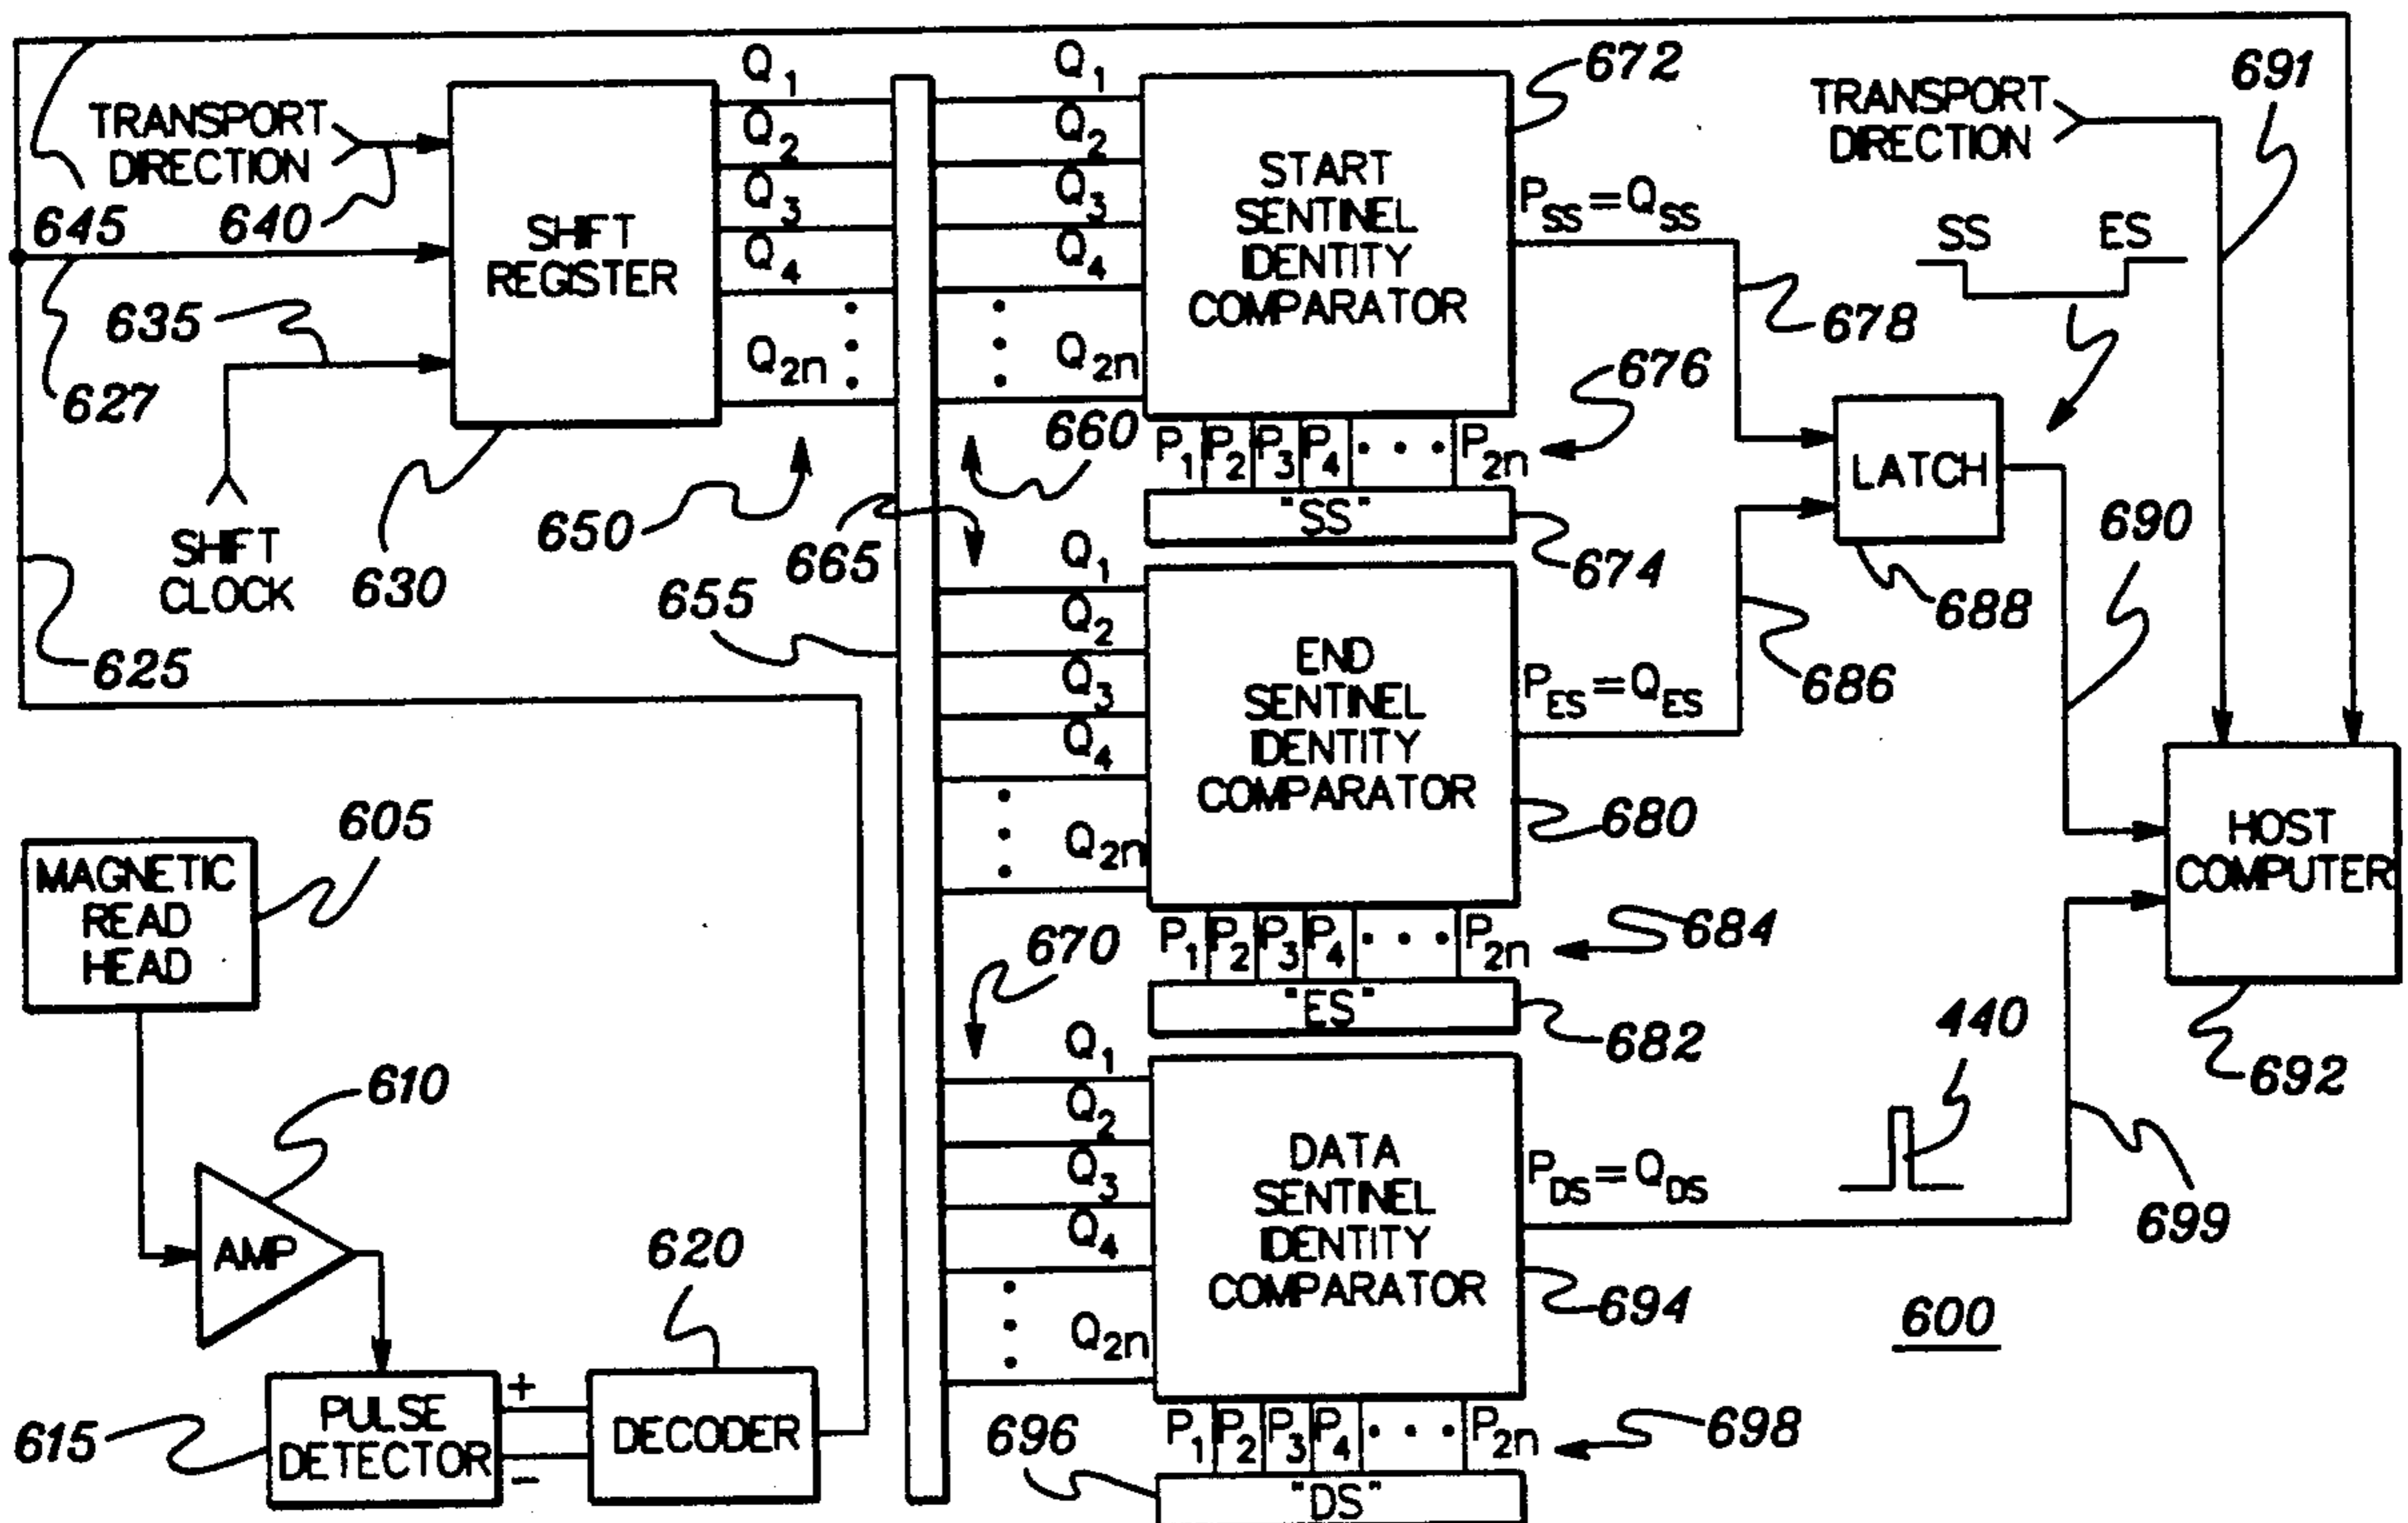 TRANSPORT
DIRECTION
640
645
627
635
SHIFT
CLOCK
625
SHIFT
REGISTER
630
Q1
Q2
Q3
Q4
Q2n
650
655
660
665
670
Q1
Q2
Q3
Q4
Q2n
START
SENTINEL
IDENTITY
COMPARATOR
672
PSS=QSS
678
P1 P2 P3 P4 P2n
676
"SS"
674
Q1
Q2
Q3
Q4
Q2n
END
SENTINEL
IDENTITY
COMPARATOR
680
PES=QES
686
P1 P2 P3 P4 P2n
684
"ES"
682
Q1
Q2
Q3
Q4
Q2n
DATA
SENTINEL
IDENTITY
COMPARATOR
694
PDS=QDS
440
699
P1 P2 P3 P4 P2n
698
696
"DS"
TRANSPORT
DIRECTION
691
SS ES
LATCH
688
690
HOST
COMPUTER
692
MAGNETIC
READ
HEAD
605
AMP
610
PULSE
DETECTOR
615
+
-
DECODER
620
600